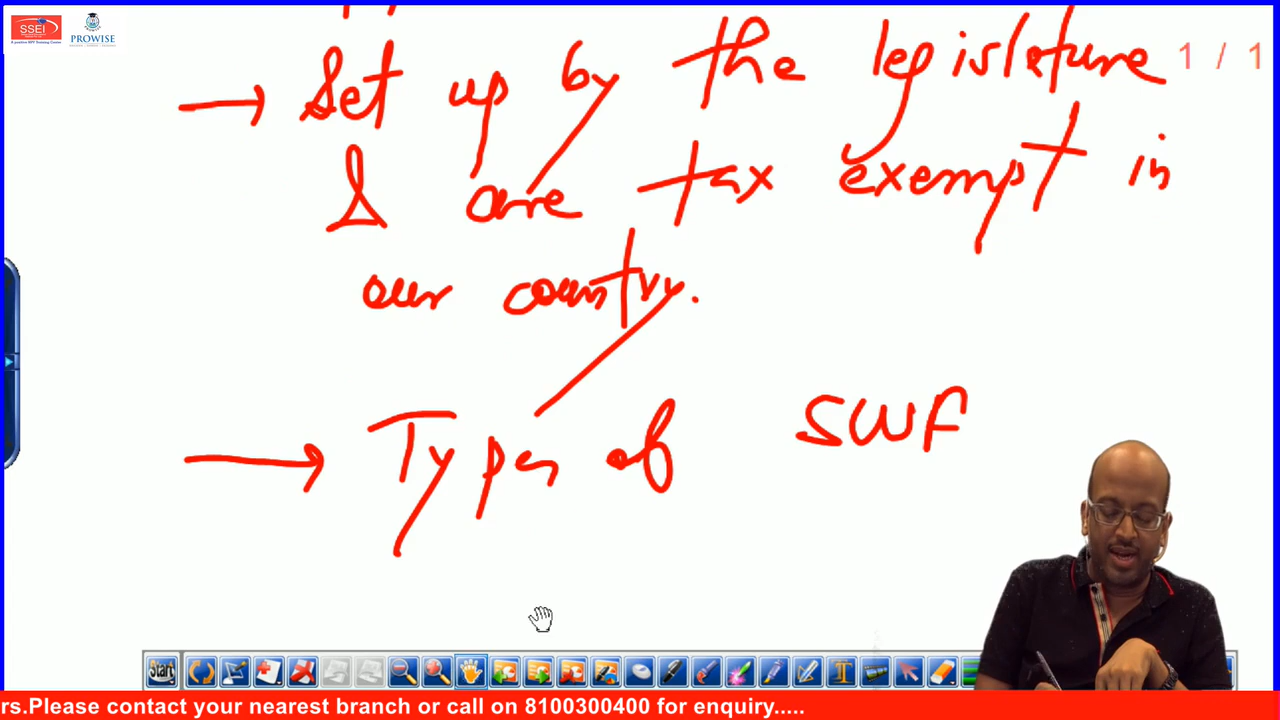 SSEI
PROWISE
→ Set up by the legislature
1 / 1
& are tax exempt in
our country.
→ Types of SWF
Start
rs.Please contact your nearest branch or call on 8100300400 for enquiry.....